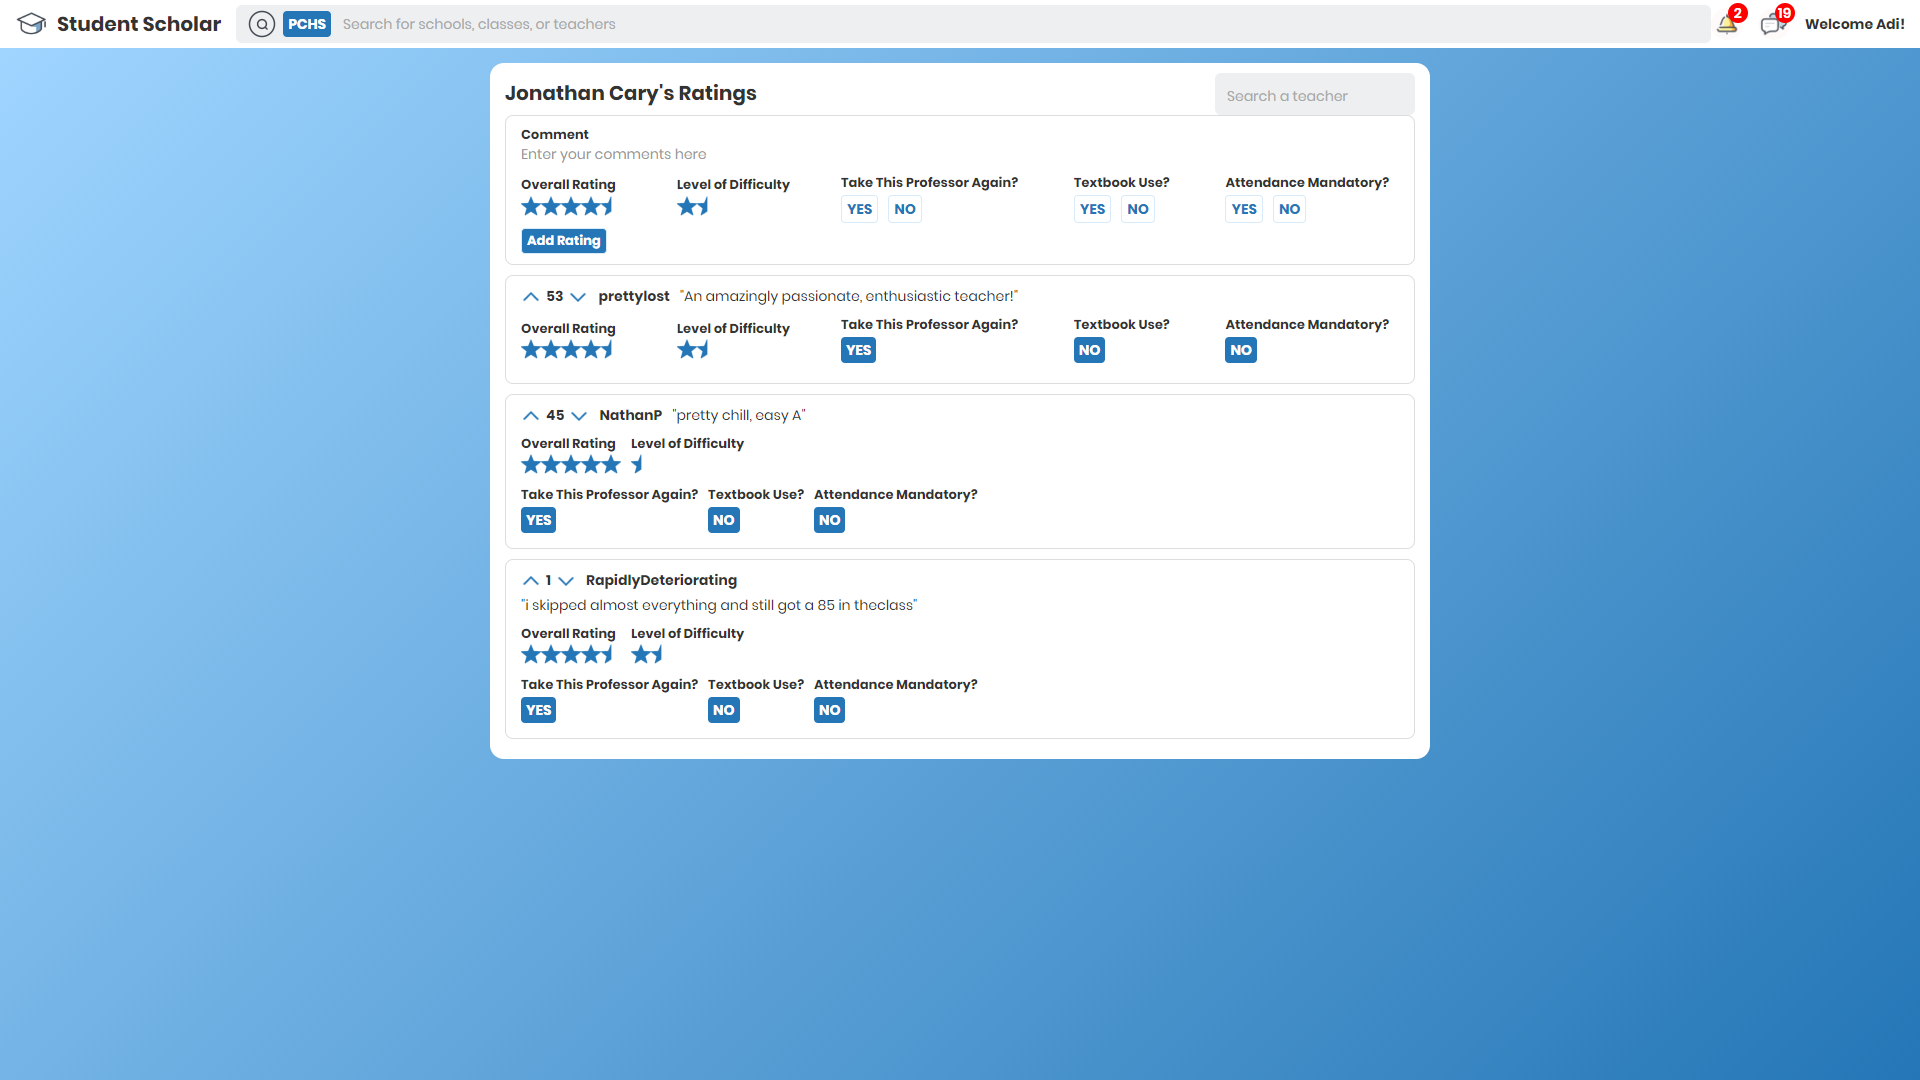 Student Scholar PCHS Search for schools, classes, or teachers 2 19 Welcome Adi!
Jonathan Cary's Ratings Search a teacher
Comment
Enter your comments here
Overall Rating Level of Difficulty Take This Professor Again? Textbook Use? Attendance Mandatory?
YES NO YES NO YES NO
Add Rating
53 prettylost "An amazingly passionate, enthusiastic teacher!"
Overall Rating Level of Difficulty Take This Professor Again? Textbook Use? Attendance Mandatory?
YES NO NO
45 NathanP "pretty chill, easy A"
Overall Rating Level of Difficulty
Take This Professor Again? Textbook Use? Attendance Mandatory?
YES NO NO
1 RapidlyDeteriorating
"i skipped almost everything and still got a 85 in theclass"
Overall Rating Level of Difficulty
Take This Professor Again? Textbook Use? Attendance Mandatory?
YES NO NO